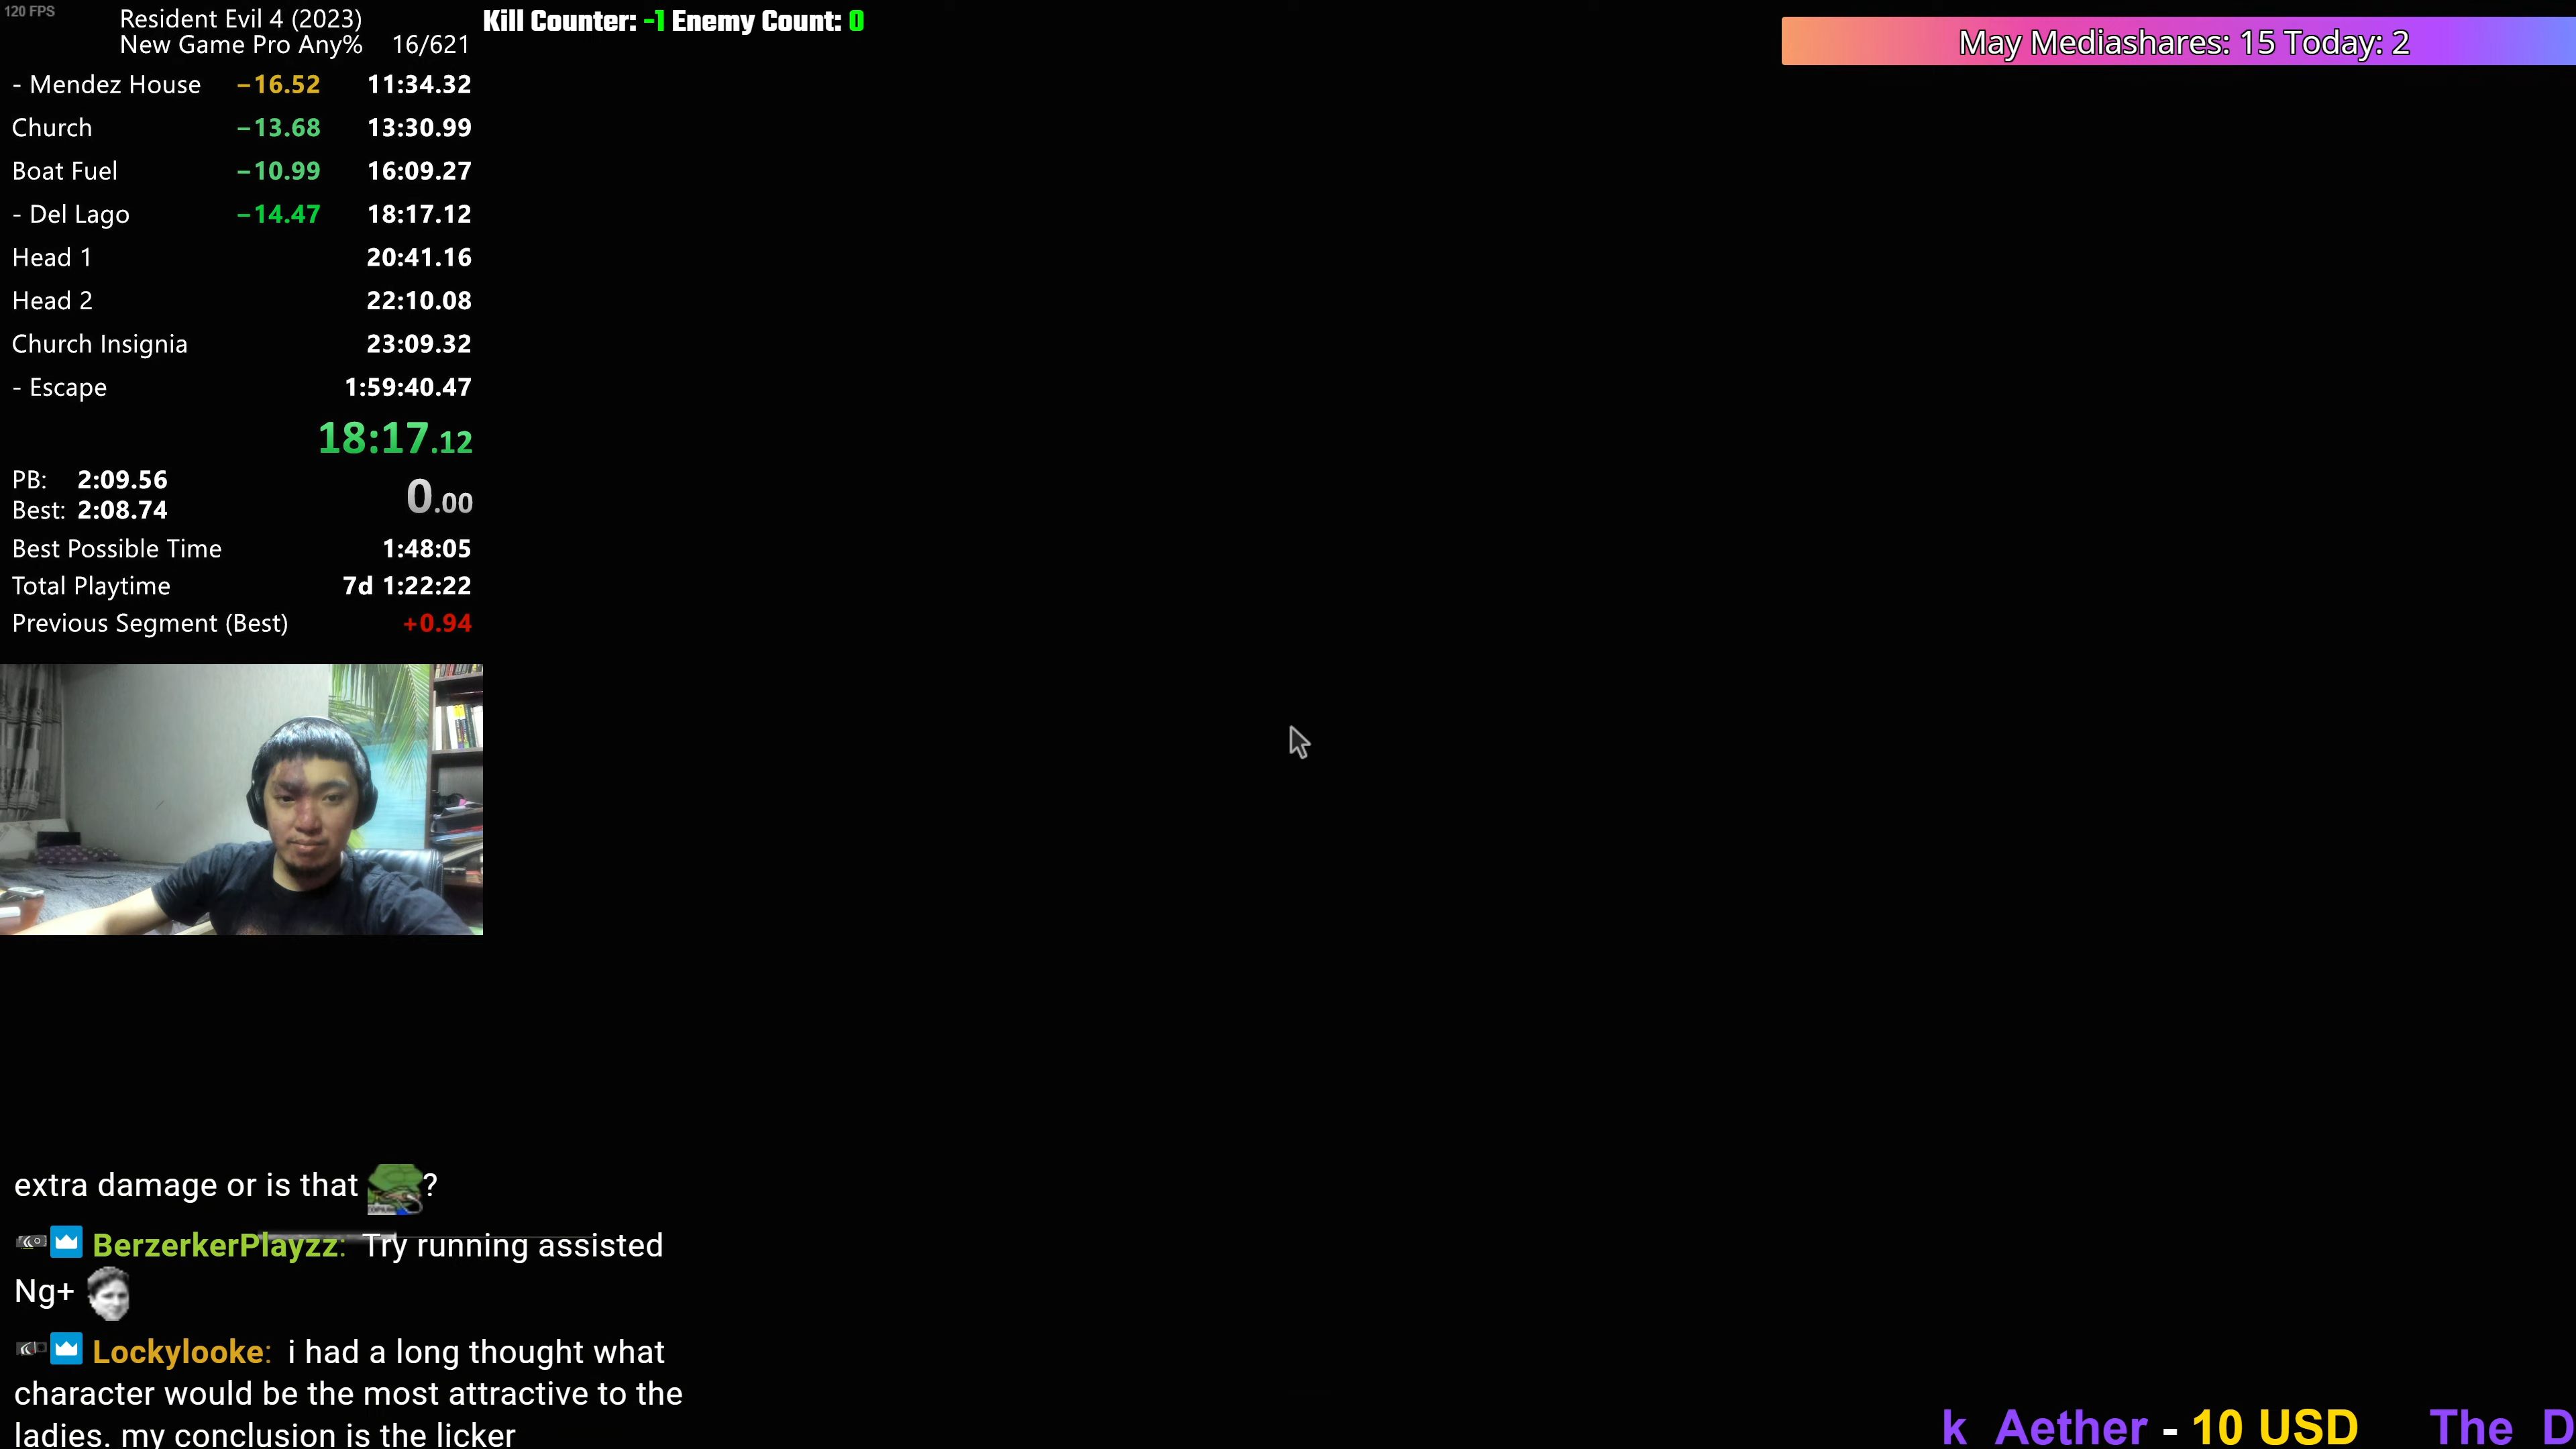 120 FPS
Resident Evil 4 (2023)
New Game Pro Any% 16/621
Kill Counter: -1 Enemy Count: 0
May Mediashares: 15 Today: 2
- Mendez House −16.52 11:34.32
Church −13.68 13:30.99
Boat Fuel −10.99 16:09.27
- Del Lago −14.47 18:17.12
Head 1 20:41.16
Head 2 22:10.08
Church Insignia 23:09.32
- Escape 1:59:40.47
18:17.12
PB: 2:09.56
Best: 2:08.74
0.00
Best Possible Time 1:48:05
Total Playtime 7d 1:22:22
Previous Segment (Best) +0.94
extra damage or is that ?
BerzerkerPlayzz: Try running assisted
Ng+
Lockylooke: i had a long thought what
character would be the most attractive to the
ladies. my conclusion is the licker
k Aether - 10 USD The D